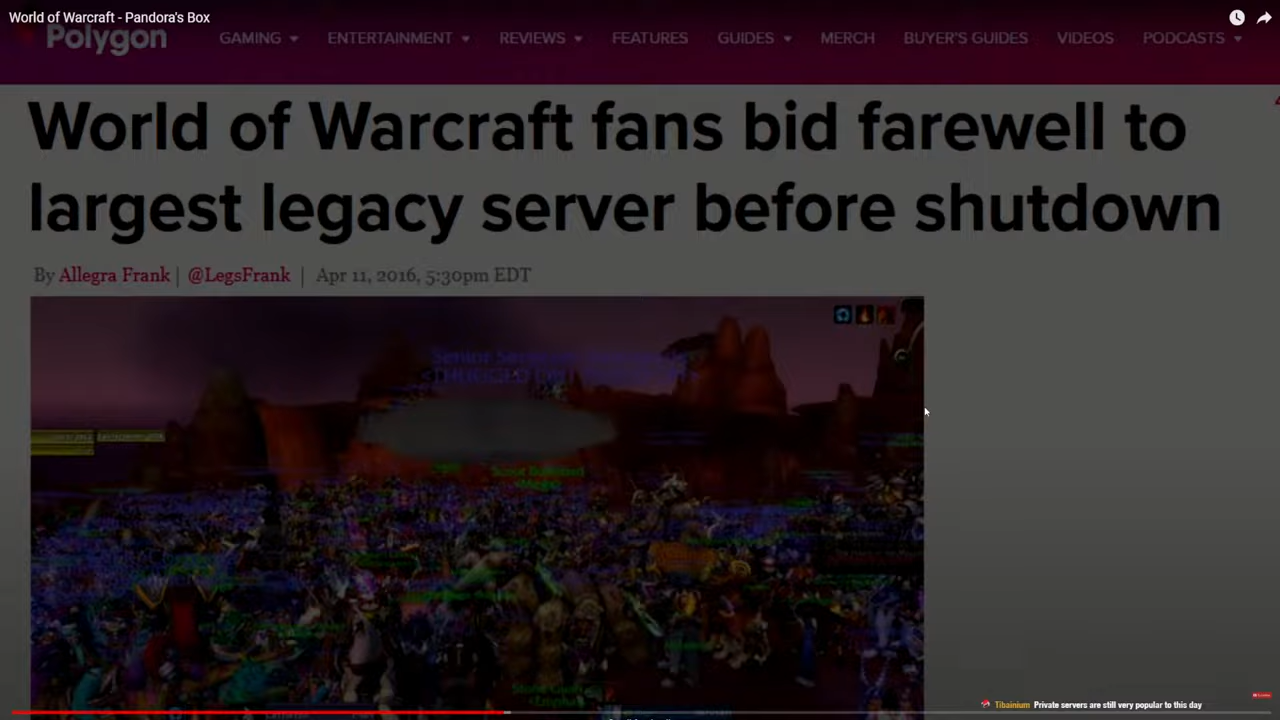 World of Warcraft - Pandora's Box
Polygon
GAMING ENTERTAINMENT REVIEWS FEATURES GUIDES MERCH BUYER'S GUIDES VIDEOS PODCASTS
World of Warcraft fans bid farewell to
largest legacy server before shutdown
By Allegra Frank | @LegsFrank | Apr 11, 2016, 5:30pm EDT
Tibainium Private servers are still very popular to this day